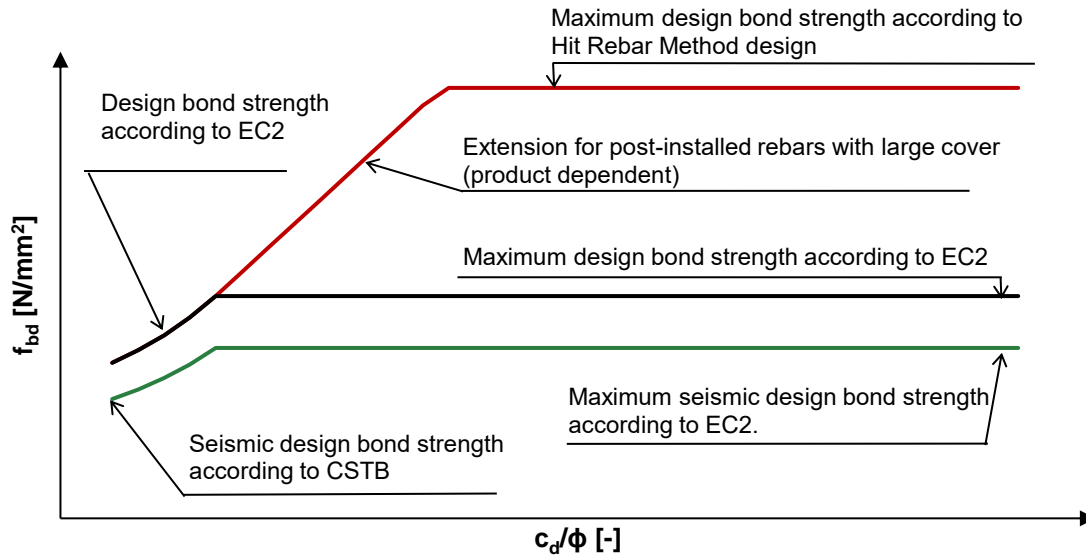 Maximum design bond strength according to
Hit Rebar Method design
Design bond strength
according to EC2
Extension for post-installed rebars with large cover
(product dependent)
Maximum design bond strength according to EC2
Maximum seismic design bond strength
according to EC2.
Seismic design bond strength
according to CSTB
f_bd [N/mm²]
c_d/ϕ [-]